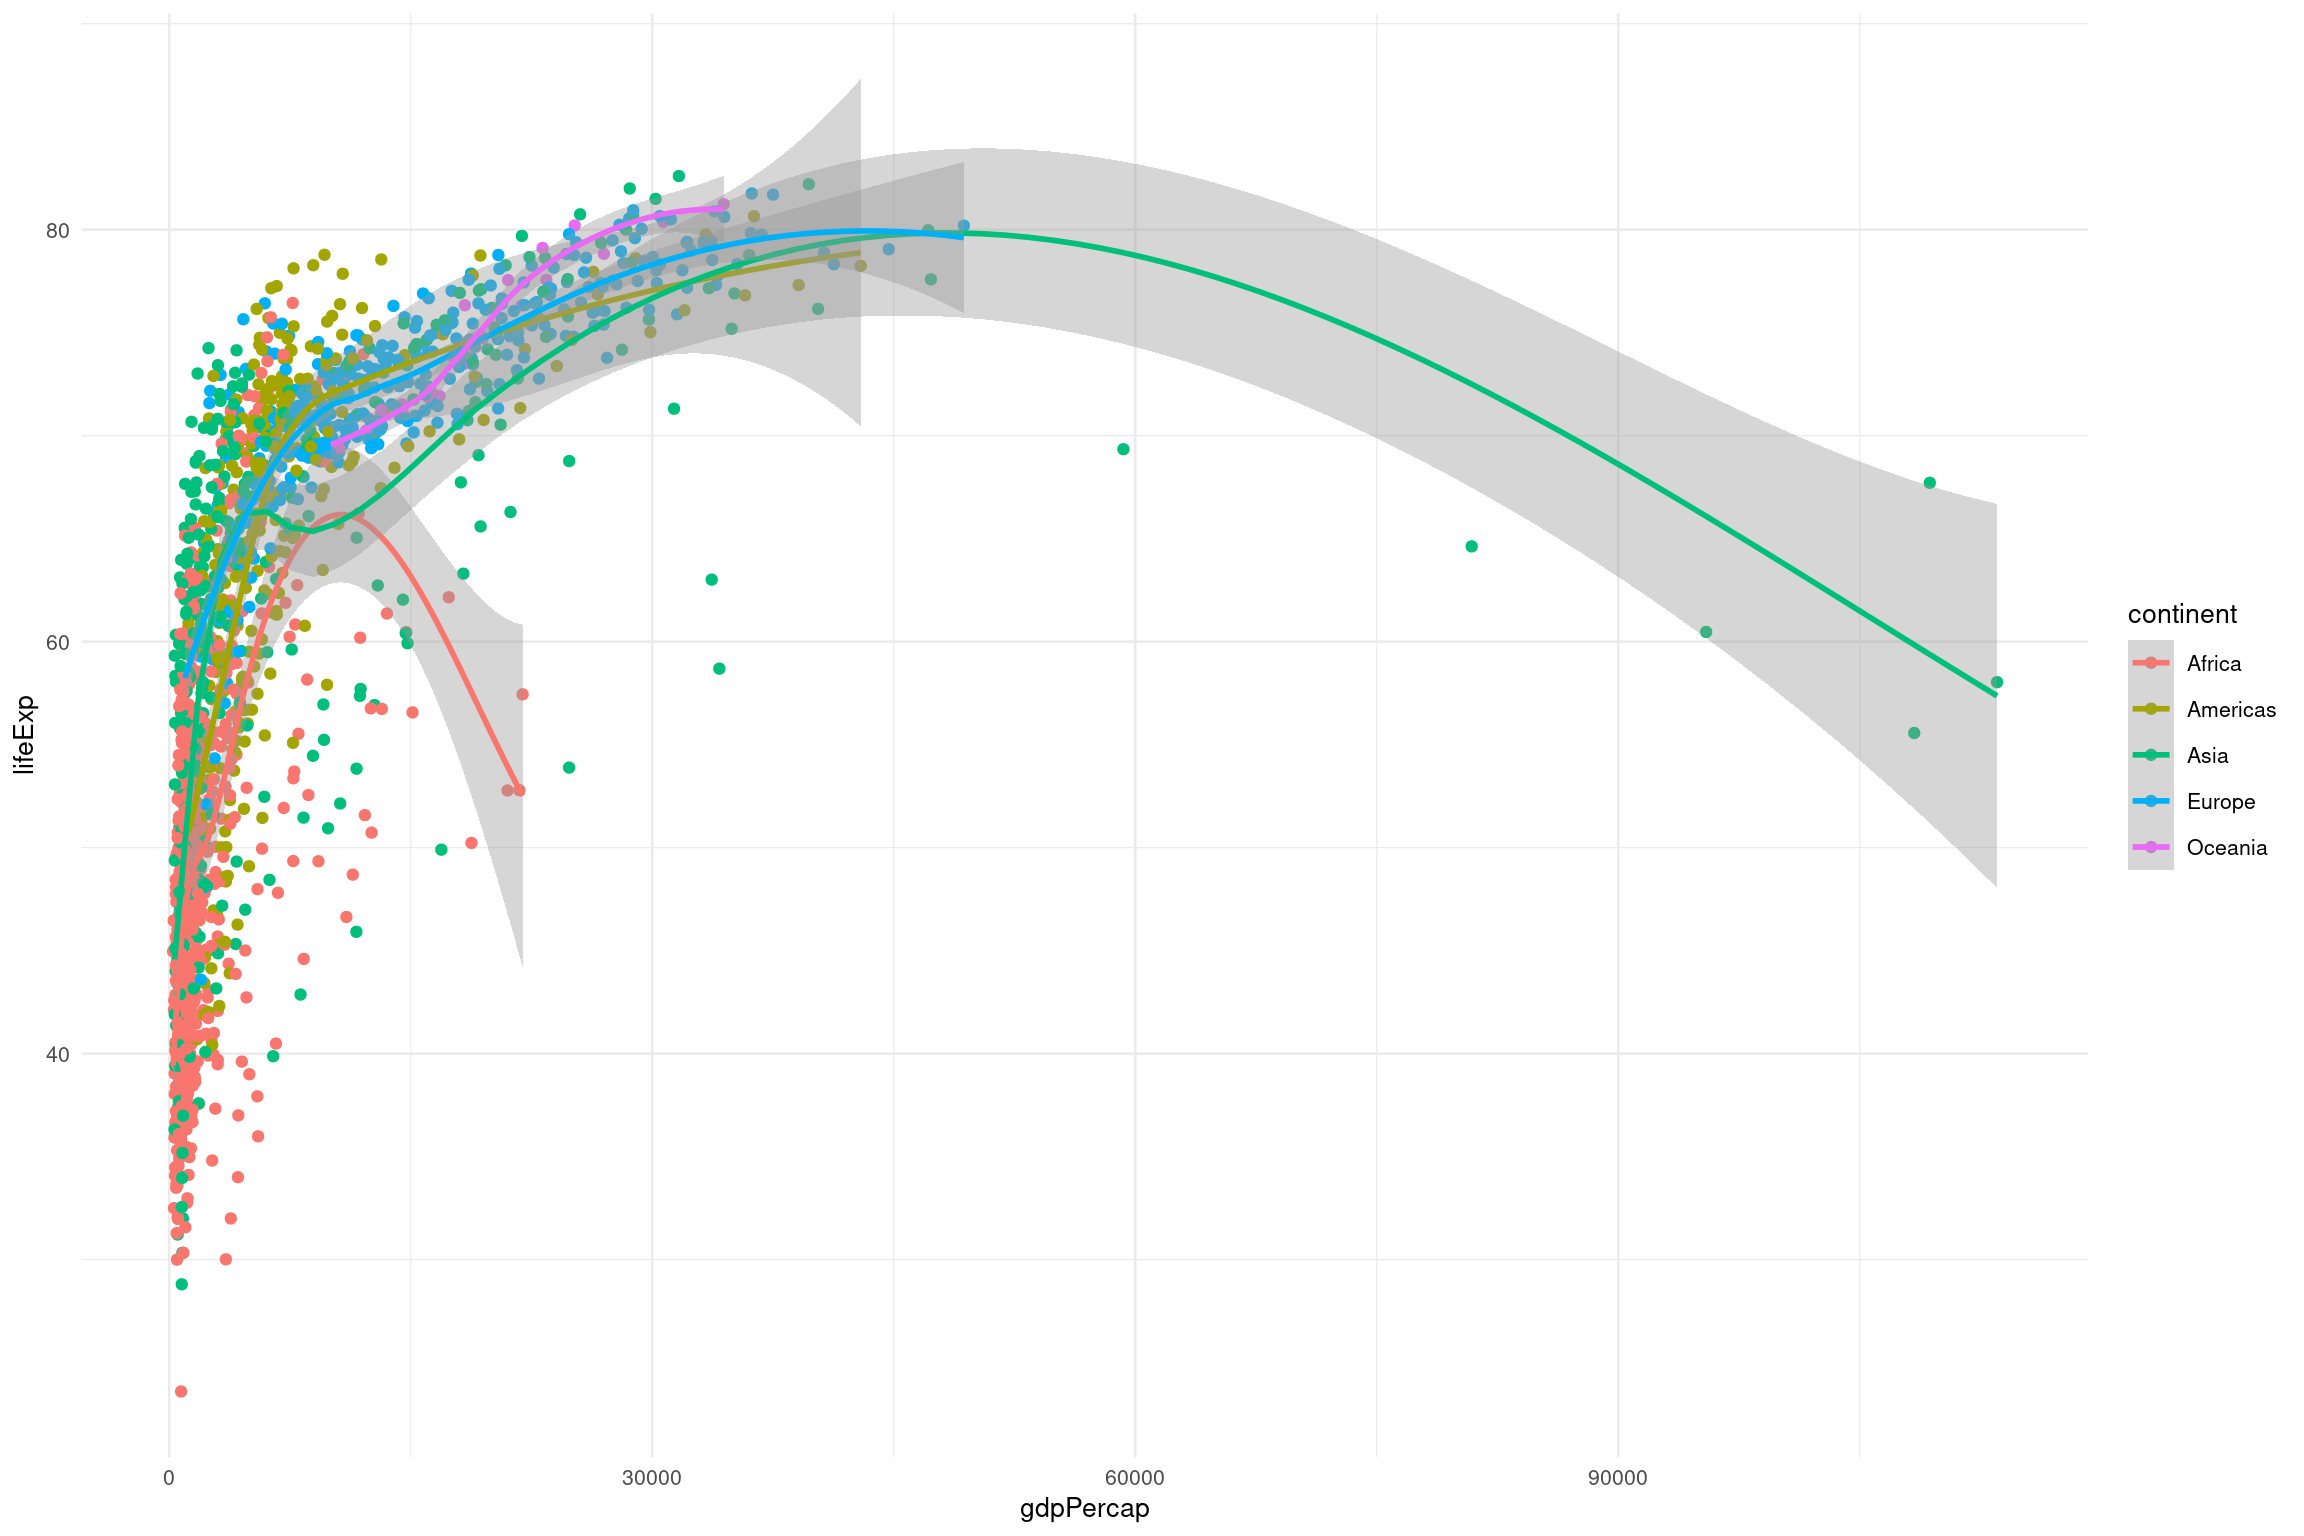 80
60
40
lifeExp
0
30000
60000
90000
gdpPercap
continent
Africa
Americas
Asia
Europe
Oceania